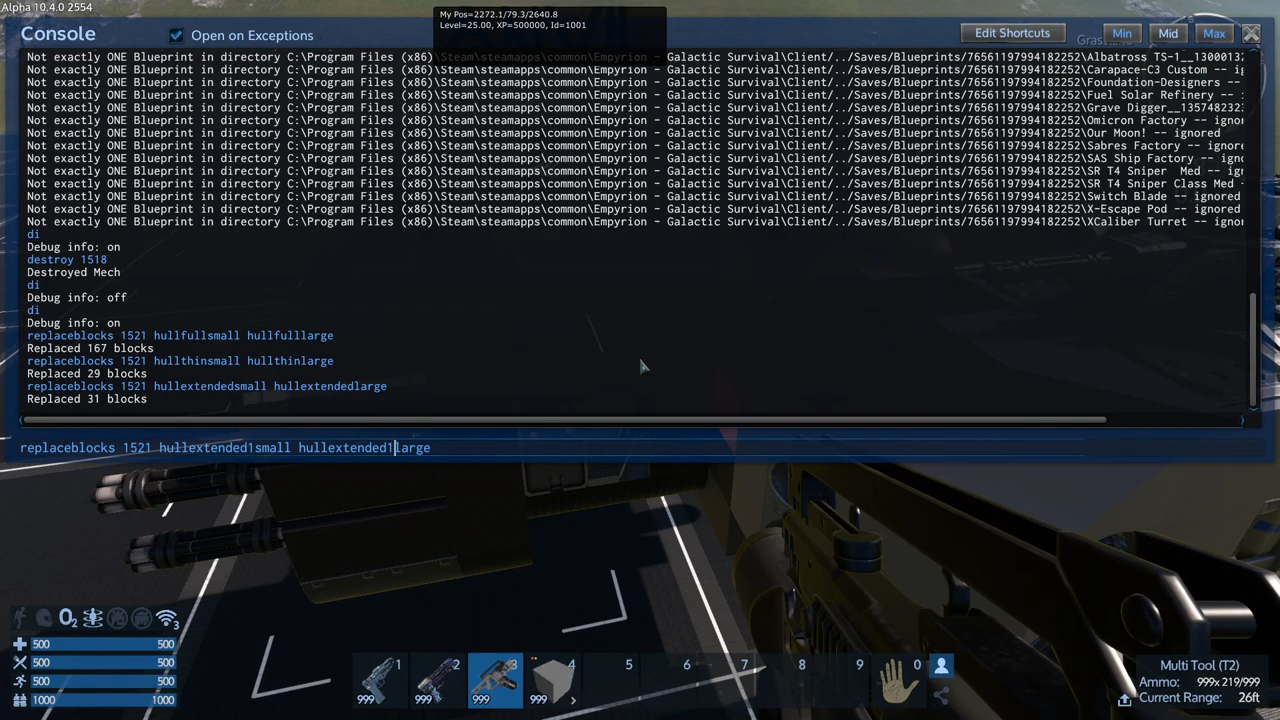 Alpha 10.4.0 2554
My Pos=2272.1/79.3/2640.8
Level=25.00, XP=500000, Id=1001
Console
Open on Exceptions
Edit Shortcuts
Min
Mid
Max
Not exactly ONE Blueprint in directory C:\Program Files (x86)\Steam\steamapps\common\Empyrion - Galactic Survival\Client/../Saves/Blueprints/76561197994182252\Albatross TS-1__13000132
Not exactly ONE Blueprint in directory C:\Program Files (x86)\Steam\steamapps\common\Empyrion - Galactic Survival\Client/../Saves/Blueprints/76561197994182252\Carapace-C3 Custom -- ig
Not exactly ONE Blueprint in directory C:\Program Files (x86)\Steam\steamapps\common\Empyrion - Galactic Survival\Client/../Saves/Blueprints/76561197994182252\Foundation-Designers --
Not exactly ONE Blueprint in directory C:\Program Files (x86)\Steam\steamapps\common\Empyrion - Galactic Survival\Client/../Saves/Blueprints/76561197994182252\Fuel Solar Refinery -- i
Not exactly ONE Blueprint in directory C:\Program Files (x86)\Steam\steamapps\common\Empyrion - Galactic Survival\Client/../Saves/Blueprints/76561197994182252\Grave Digger__1357482323
Not exactly ONE Blueprint in directory C:\Program Files (x86)\Steam\steamapps\common\Empyrion - Galactic Survival\Client/../Saves/Blueprints/76561197994182252\Omicron Factory -- ignor
Not exactly ONE Blueprint in directory C:\Program Files (x86)\Steam\steamapps\common\Empyrion - Galactic Survival\Client/../Saves/Blueprints/76561197994182252\Our Moon! -- ignored
Not exactly ONE Blueprint in directory C:\Program Files (x86)\Steam\steamapps\common\Empyrion - Galactic Survival\Client/../Saves/Blueprints/76561197994182252\Sabres Factory -- ignore
Not exactly ONE Blueprint in directory C:\Program Files (x86)\Steam\steamapps\common\Empyrion - Galactic Survival\Client/../Saves/Blueprints/76561197994182252\SAS Ship Factory -- igno
Not exactly ONE Blueprint in directory C:\Program Files (x86)\Steam\steamapps\common\Empyrion - Galactic Survival\Client/../Saves/Blueprints/76561197994182252\SR T4 Sniper  Med -- ign
Not exactly ONE Blueprint in directory C:\Program Files (x86)\Steam\steamapps\common\Empyrion - Galactic Survival\Client/../Saves/Blueprints/76561197994182252\SR T4 Sniper Class Med -
Not exactly ONE Blueprint in directory C:\Program Files (x86)\Steam\steamapps\common\Empyrion - Galactic Survival\Client/../Saves/Blueprints/76561197994182252\Switch Blade -- ignored
Not exactly ONE Blueprint in directory C:\Program Files (x86)\Steam\steamapps\common\Empyrion - Galactic Survival\Client/../Saves/Blueprints/76561197994182252\X-Escape Pod -- ignored
Not exactly ONE Blueprint in directory C:\Program Files (x86)\Steam\steamapps\common\Empyrion - Galactic Survival\Client/../Saves/Blueprints/76561197994182252\XCaliber Turret -- ignor
di
Debug info: on
destroy 1518
Destroyed Mech
di
Debug info: off
di
Debug info: on
replaceblocks 1521 hullfullsmall hullfulllarge
Replaced 167 blocks
replaceblocks 1521 hullthinsmall hullthinlarge
Replaced 29 blocks
replaceblocks 1521 hullextendedsmall hullextendedlarge
Replaced 31 blocks
replaceblocks 1521 hullextended1small hullextended1large
O2
3
500 500
500 500
500 500
1000 1000
1 2 3 4 5 6 7 8 9 0
999 999 999 999
Multi Tool (T2)
Ammo: 999x 219/999
Current Range: 26ft